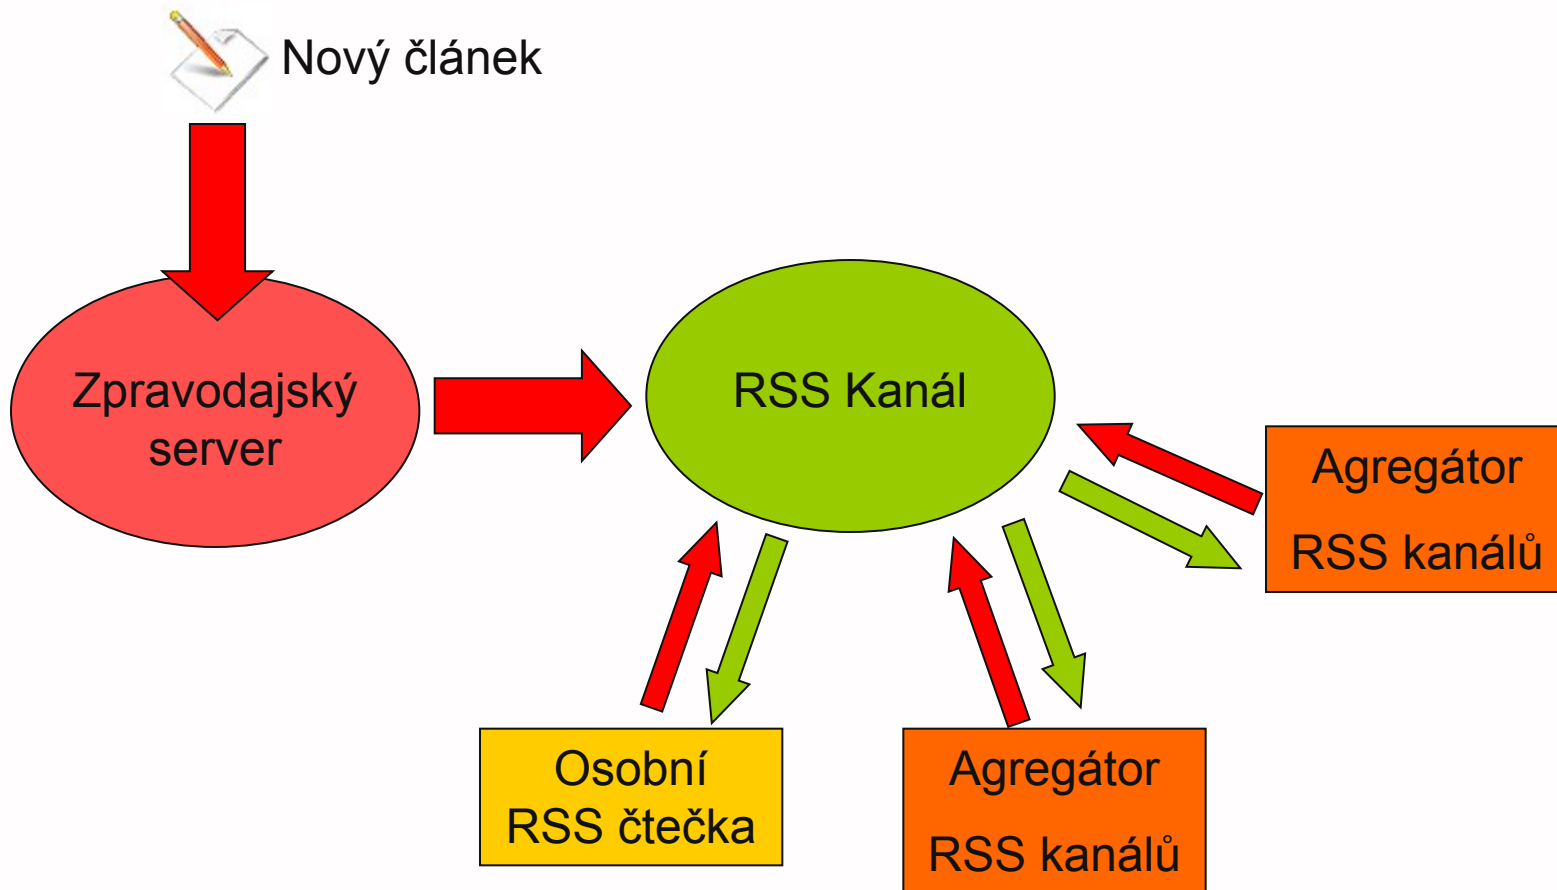 Nový článek
Zpravodajský
server
RSS Kanál
Agregátor
RSS kanálů
Osobní
RSS čtečka
Agregátor
RSS kanálů